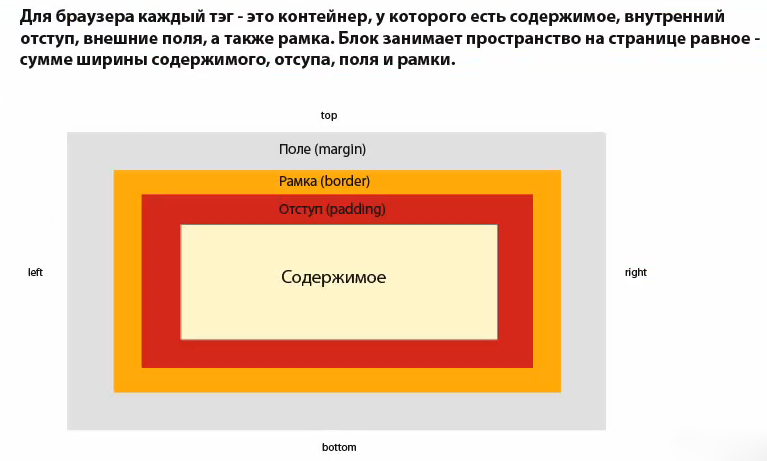 Для браузера каждый тэг - это контейнер, у которого есть содержимое, внутренний
отступ, внешние поля, а также рамка. Блок занимает пространство на странице равное -
сумме ширины содержимого, отсупа, поля и рамки.
top
Поле (margin)
Рамка (border)
Отступ (padding)
Содержимое
left
right
bottom